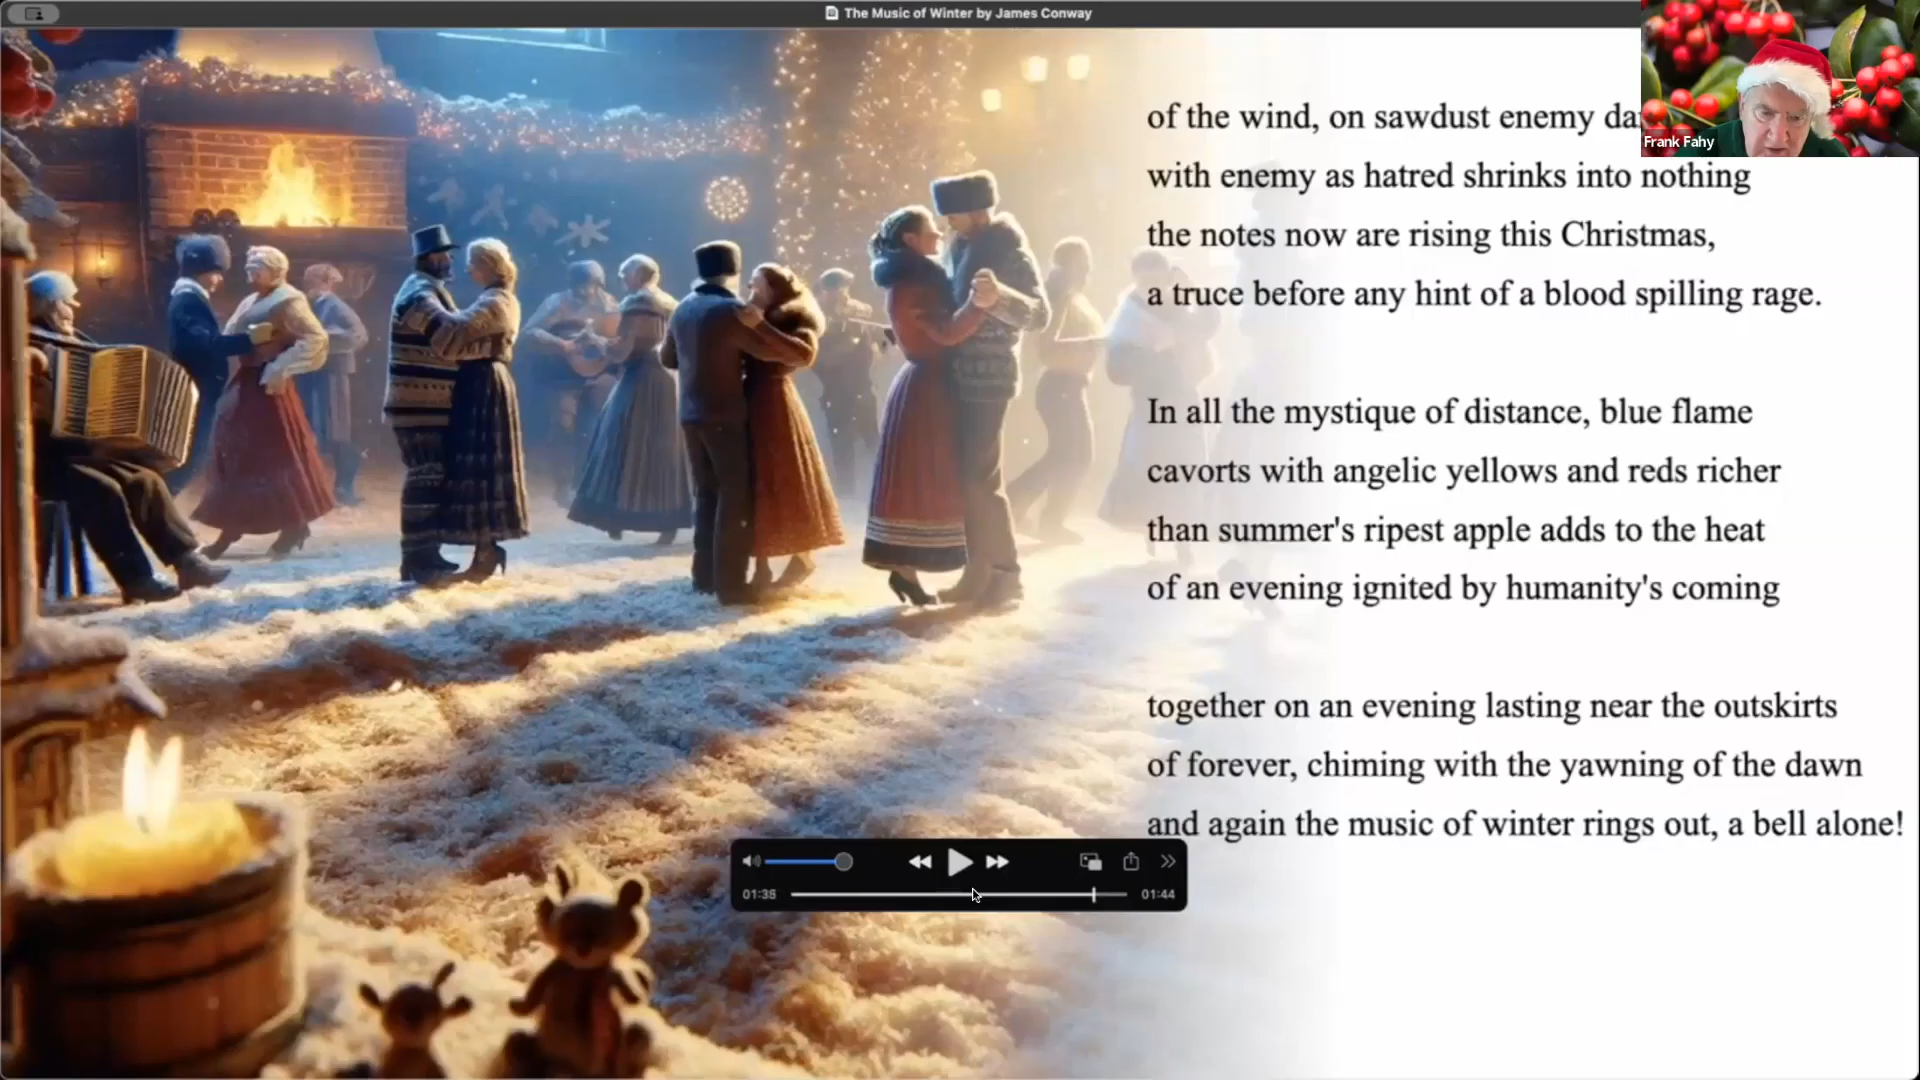 The Music of Winter by James Conway
Frank Fahy
of the wind, on sawdust enemy
with enemy as hatred shrinks into nothing
the notes now are rising this Christmas,
a truce before any hint of a blood spilling rage.
In all the mystique of distance, blue flame
cavorts with angelic yellows and reds richer
than summer's ripest apple adds to the heat
of an evening ignited by humanity's coming
together on an evening lasting near the outskirts
of forever, chiming with the yawning of the dawn
and again the music of winter rings out, a bell alone!
01:35
01:44